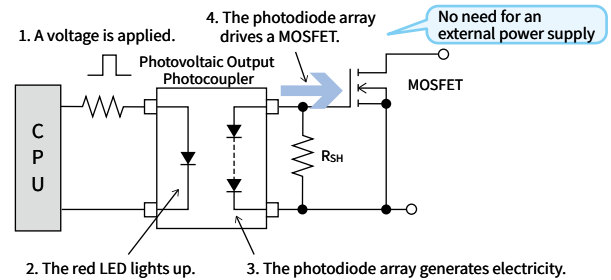 4. The photodiode array
drives a MOSFET.
No need for an
external power supply
1. A voltage is applied.
Photovoltaic Output
Photocoupler
MOSFET
C
P
U
RSH
2. The red LED lights up.
3. The photodiode array generates electricity.